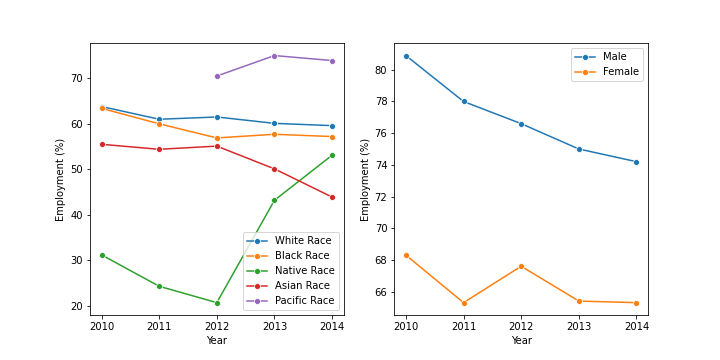 70
60
50
40
30
20
Employment (%)
2010 2011 2012 2013 2014
Year
White Race
Black Race
Native Race
Asian Race
Pacific Race
80
78
76
74
72
70
68
66
Employment (%)
2010 2011 2012 2013 2014
Year
Male
Female